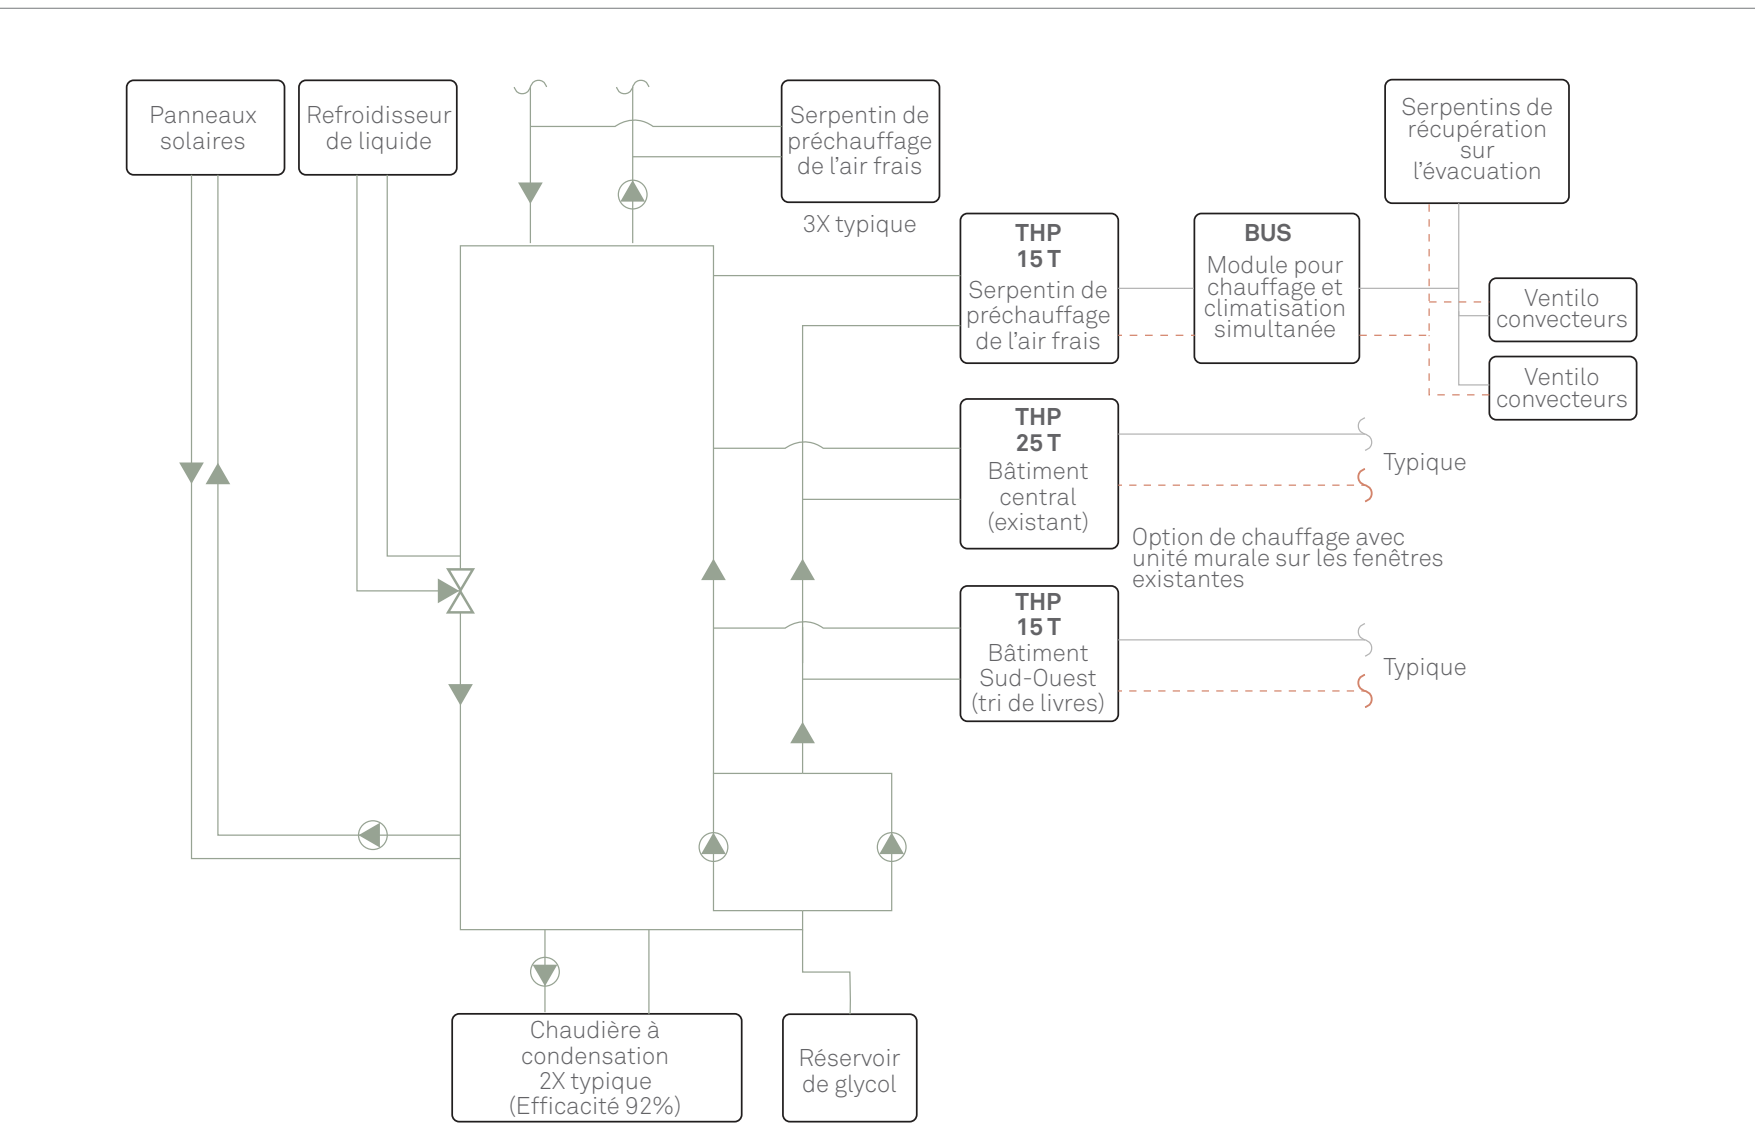 Panneaux
solaires
Refroidisseur
de liquide
Serpentin de
préchauffage
de l'air frais
3X typique
Serpentins de
récupération
sur
l'évacuation
THP
15 T
Serpentin de
préchauffage
de l'air frais
BUS
Module pour
chauffage et
climatisation
simultanée
Ventilo
convecteurs
Ventilo
convecteurs
THP
25 T
Bâtiment
central
(existant)
Typique
Option de chauffage avec
unité murale sur les fenêtres
existantes
THP
15 T
Bâtiment
Sud-Ouest
(tri de livres)
Typique
Chaudière à
condensation
2X typique
(Efficacité 92%)
Réservoir
de glycol